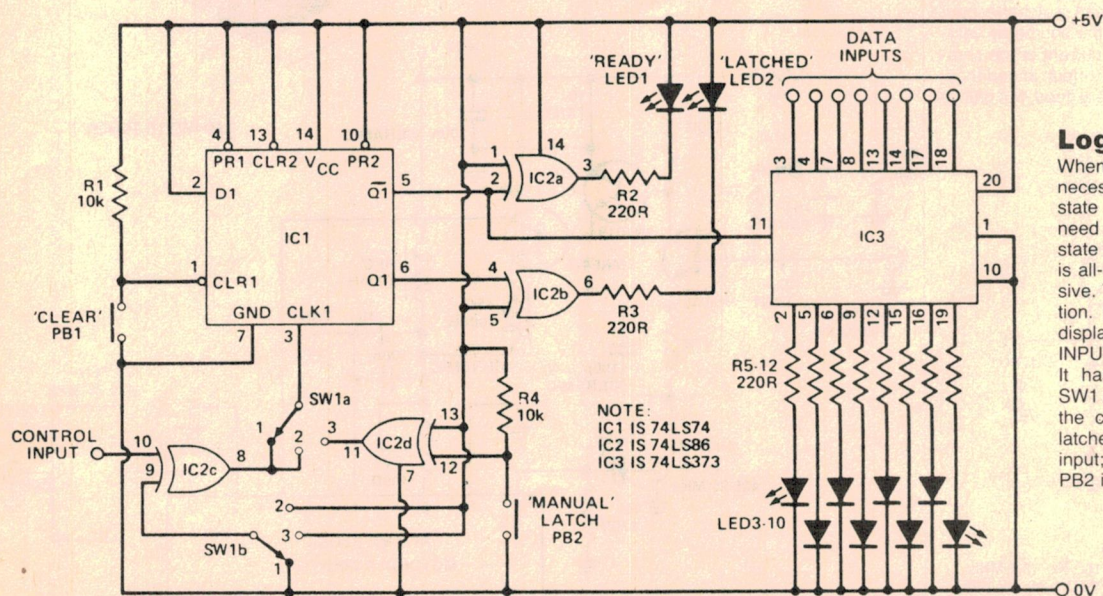 +5V
DATA
INPUTS
'READY'
LED1
'LATCHED'
LED2
4
13
14
10
PR1
CLR2
VCC
PR2
R1
10k
2
D1
Q1
5
IC1
1
CLR1
Q1
6
GND
CLK1
7
3
'CLEAR'
PB1
14
1
2
IC2a
3
R2
220R
4
5
IC2b
6
R3
220R
3
4
7
8
13
14
17
18
20
11
IC3
1
10
2
5
6
9
12
15
16
19
R5-12
220R
LED3-10
SW1a
1
2
3
CONTROL
INPUT
10
9
IC2c
8
11
IC2d
13
12
7
R4
10k
NOTE:
IC1 IS 74LS74
IC2 IS 74LS86
IC3 IS 74LS373
2
3
SW1b
1
'MANUAL'
LATCH
PB2
0V
Log
When
neces
state
need
state
is all-
sive.
tion.
displa
INPU
It ha
SW1
the c
latche
input;
PB2 i